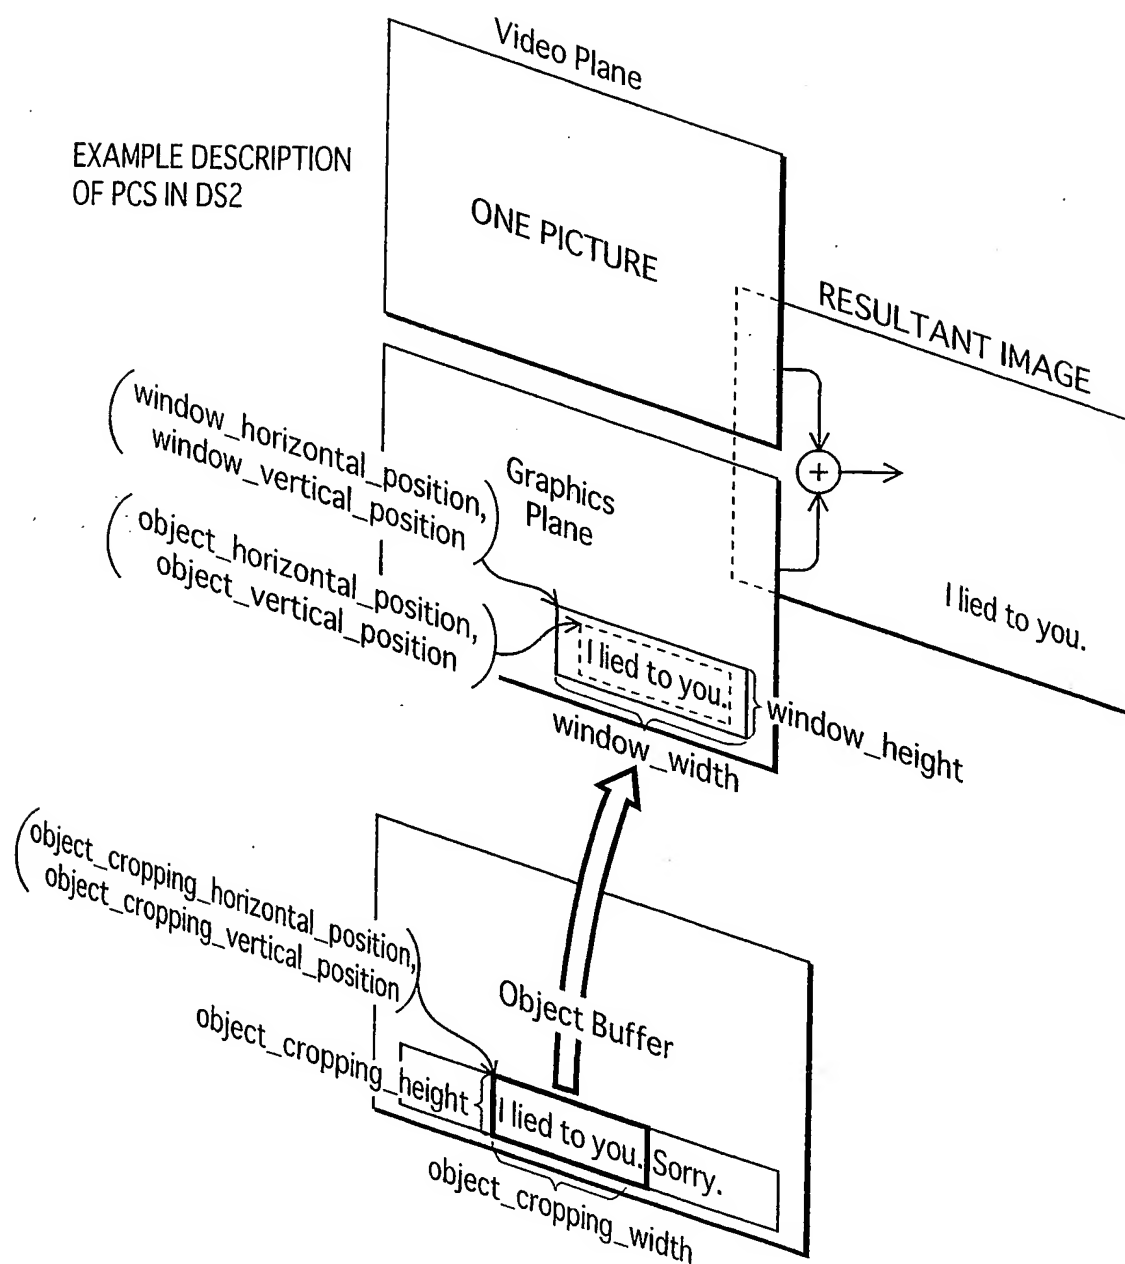 Video Plane
EXAMPLE DESCRIPTION
OF PCS IN DS2
ONE PICTURE
RESULTANT IMAGE
(window_horizontal_position,
window_vertical_position)
Graphics
Plane
(object_horizontal_position,
object_vertical_position)
+
I lied to you.
I lied to you.
window_height
window_width
(object_cropping_horizontal_position,
object_cropping_vertical_position)
Object Buffer
object_cropping_height
I lied to you. Sorry.
object_cropping_width